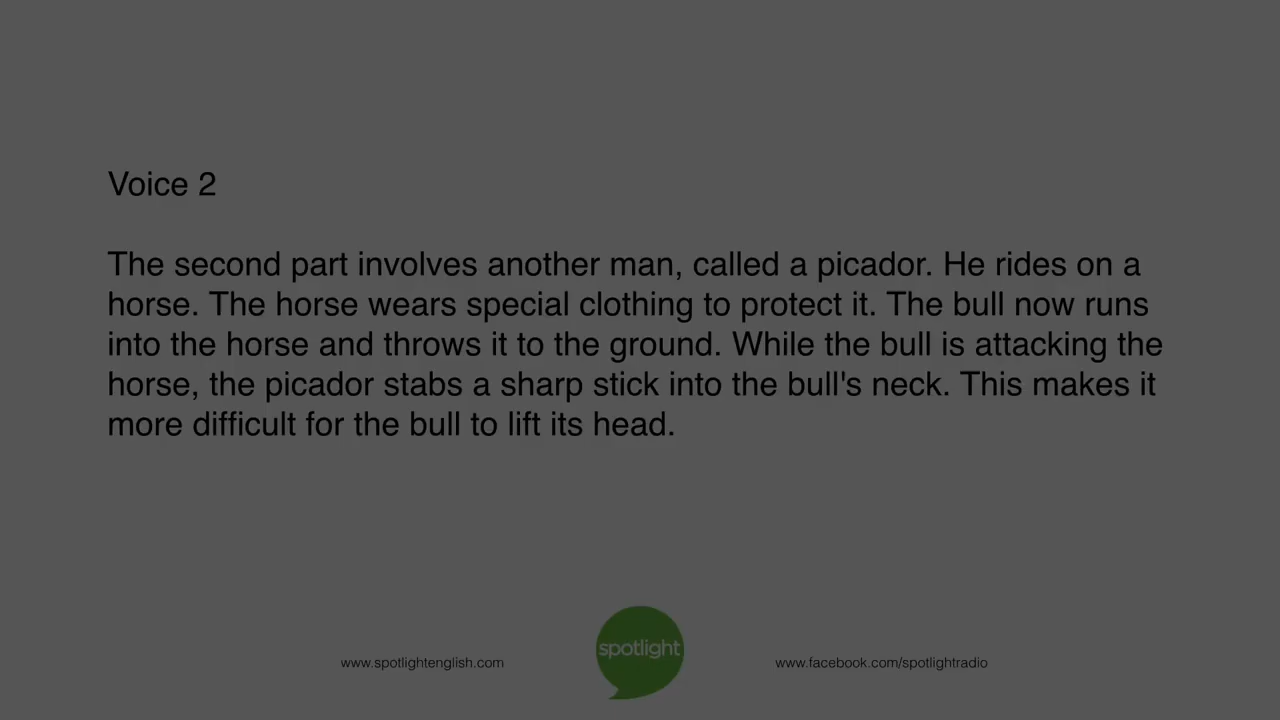 Voice 2
The second part involves another man, called a picador. He rides on a
horse. The horse wears special clothing to protect it. The bull now runs
into the horse and throws it to the ground. While the bull is attacking the
horse, the picador stabs a sharp stick into the bull's neck. This makes it
more difficult for the bull to lift its head.
spotlight
www.spotlightenglish.com
www.facebook.com/spotlightradio